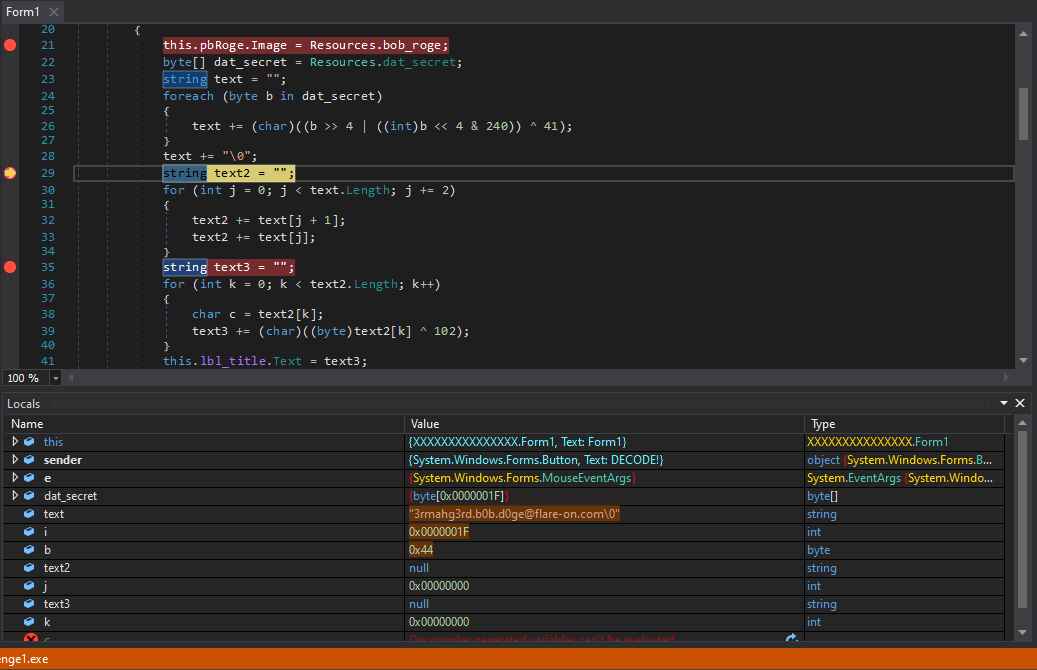 Form1
20 {
21 this.pbRoge.Image = Resources.bob_roge;
22 byte[] dat_secret = Resources.dat_secret;
23 string text = "";
24 foreach (byte b in dat_secret)
25 {
26 text += (char)((b >> 4 | ((int)b << 4 & 240)) ^ 41);
27 }
28 text += "\0";
29 string text2 = "";
30 for (int j = 0; j < text.Length; j += 2)
31 {
32 text2 += text[j + 1];
33 text2 += text[j];
34 }
35 string text3 = "";
36 for (int k = 0; k < text2.Length; k++)
37 {
38 char c = text2[k];
39 text3 += (char)((byte)text2[k] ^ 102);
40 }
41 this.lbl_title.Text = text3;
100 %
Locals
Name Value Type
this {XXXXXXXXXXXXXXX.Form1, Text: Form1} XXXXXXXXXXXXXXX.Form1
sender {System.Windows.Forms.Button, Text: DECODE!} object {System.Windows.Forms.B...
e {System.Windows.Forms.MouseEventArgs} System.EventArgs {System.Windo...
dat_secret {byte[0x0000001F]} byte[]
text "3rmahg3rd.b0b.d0ge@flare-on.com\0" string
i 0x0000001F int
b 0x44 byte
text2 null string
j 0x00000000 int
text3 null string
k 0x00000000 int
c Decompiler generated variables can't be evaluated
enge1.exe